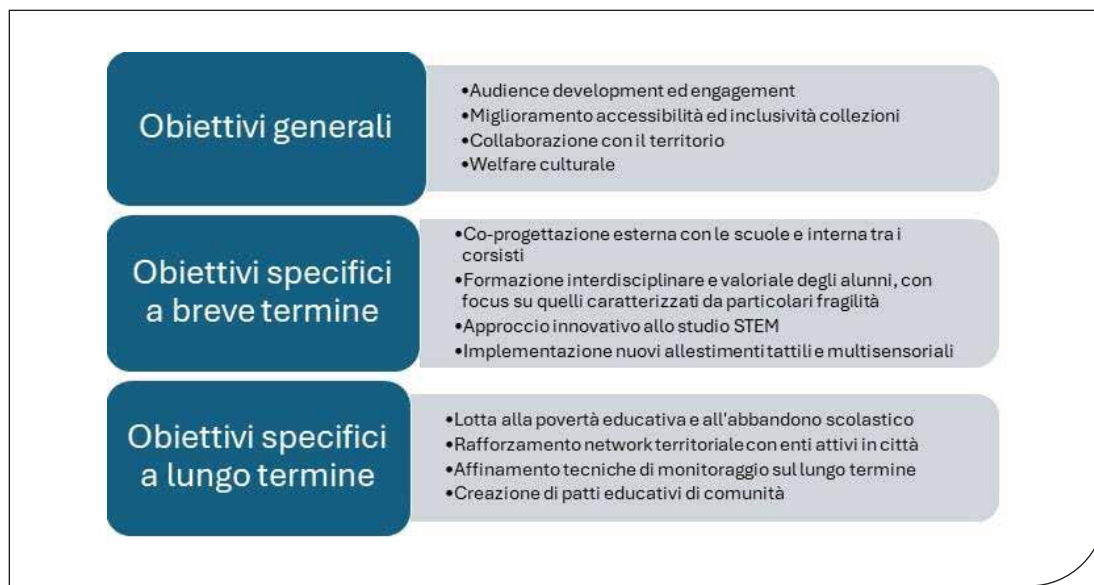 Obiettivi generali
•Audience development ed engagement
•Miglioramento accessibilità ed inclusività collezioni
•Collaborazione con il territorio
•Welfare culturale
Obiettivi specifici
a breve termine
•Co-progettazione esterna con le scuole e interna tra i
corsisti
•Formazione interdisciplinare e valoriale degli alunni, con
focus su quelli caratterizzati da particolari fragilità
•Approccio innovativo allo studio STEM
•Implementazione nuovi allestimenti tattili e multisensoriali
Obiettivi specifici
a lungo termine
•Lotta alla povertà educativa e all'abbandono scolastico
•Rafforzamento network territoriale con enti attivi in città
•Affinamento tecniche di monitoraggio sul lungo termine
•Creazione di patti educativi di comunità